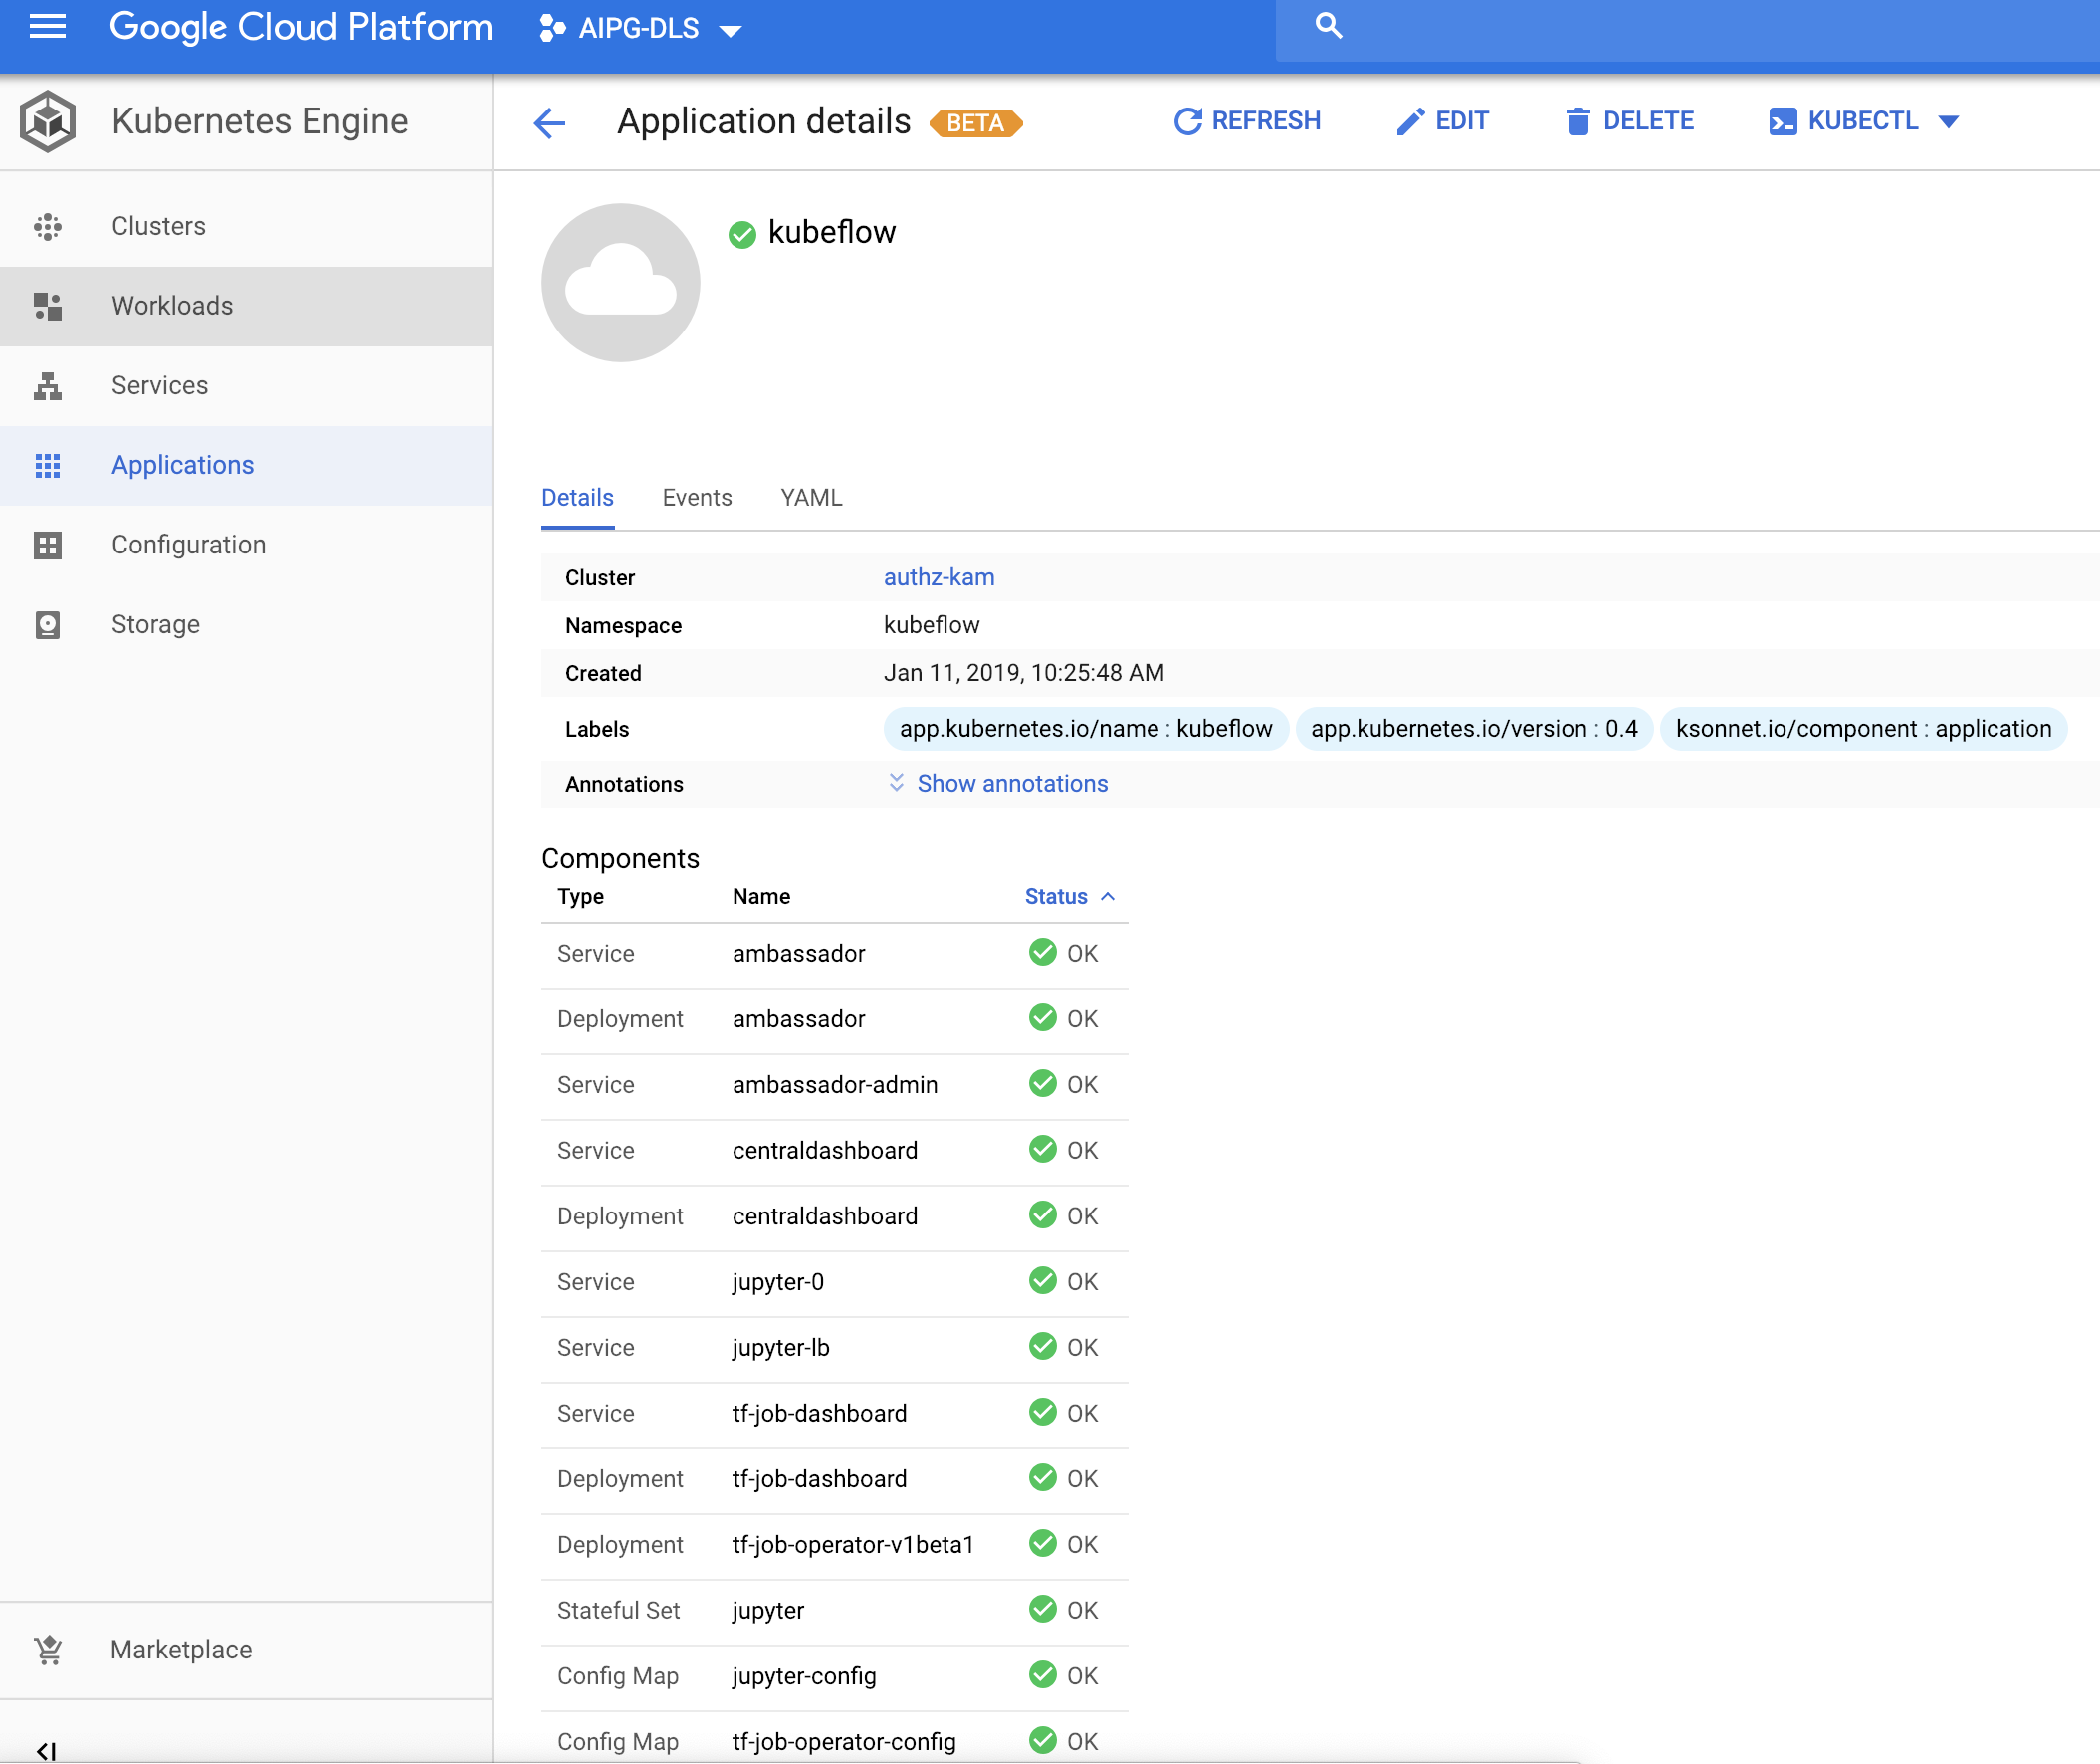 Google Cloud Platform AIPG-DLS
Kubernetes Engine
Clusters
Workloads
Services
Applications
Configuration
Storage
Marketplace
Application details BETA REFRESH EDIT DELETE KUBECTL
kubeflow
Details Events YAML
Cluster authz-kam
Namespace kubeflow
Created Jan 11, 2019, 10:25:48 AM
Labels app.kubernetes.io/name : kubeflow app.kubernetes.io/version : 0.4 ksonnet.io/component : application
Annotations Show annotations
Components
Type Name Status
Service ambassador OK
Deployment ambassador OK
Service ambassador-admin OK
Service centraldashboard OK
Deployment centraldashboard OK
Service jupyter-0 OK
Service jupyter-lb OK
Service tf-job-dashboard OK
Deployment tf-job-dashboard OK
Deployment tf-job-operator-v1beta1 OK
Stateful Set jupyter OK
Config Map jupyter-config OK
Config Map tf-job-operator-config OK